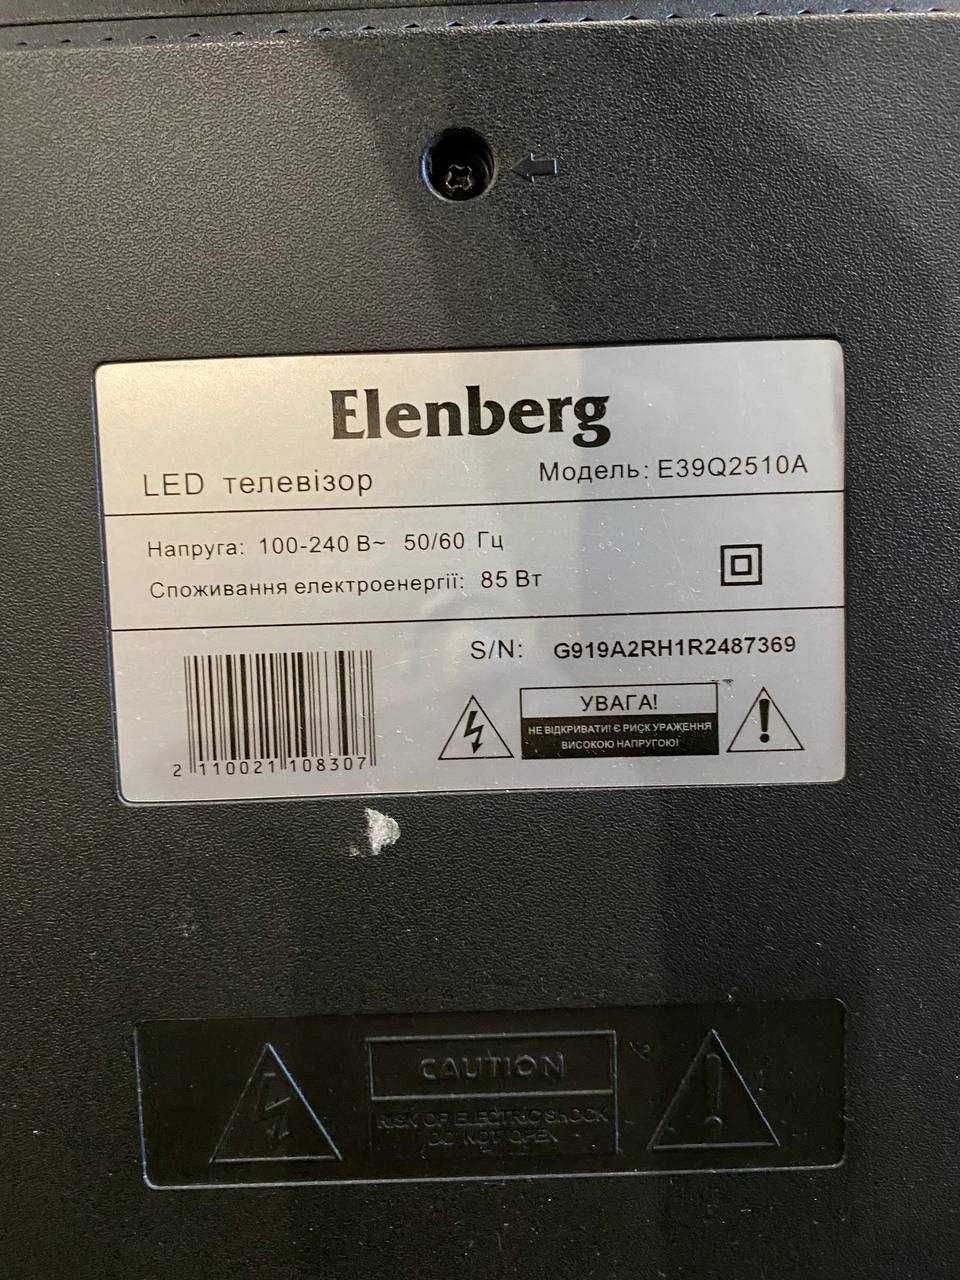 Elenberg
LED телевізор
Модель: E39Q2510A
Напруга: 100-240 В~ 50/60 Гц
Споживання електроенергії: 85 Вт
S/N: G919A2RH1R2487369
УВАГА!
НЕ ВІДКРИВАТИ! Є РИСК УРАЖЕННЯ
ВИСОКОЮ НАПРУГОЮ!
2 110021 108307
CAUTION
RISK OF ELECTRIC SHOCK
DO NOT OPEN